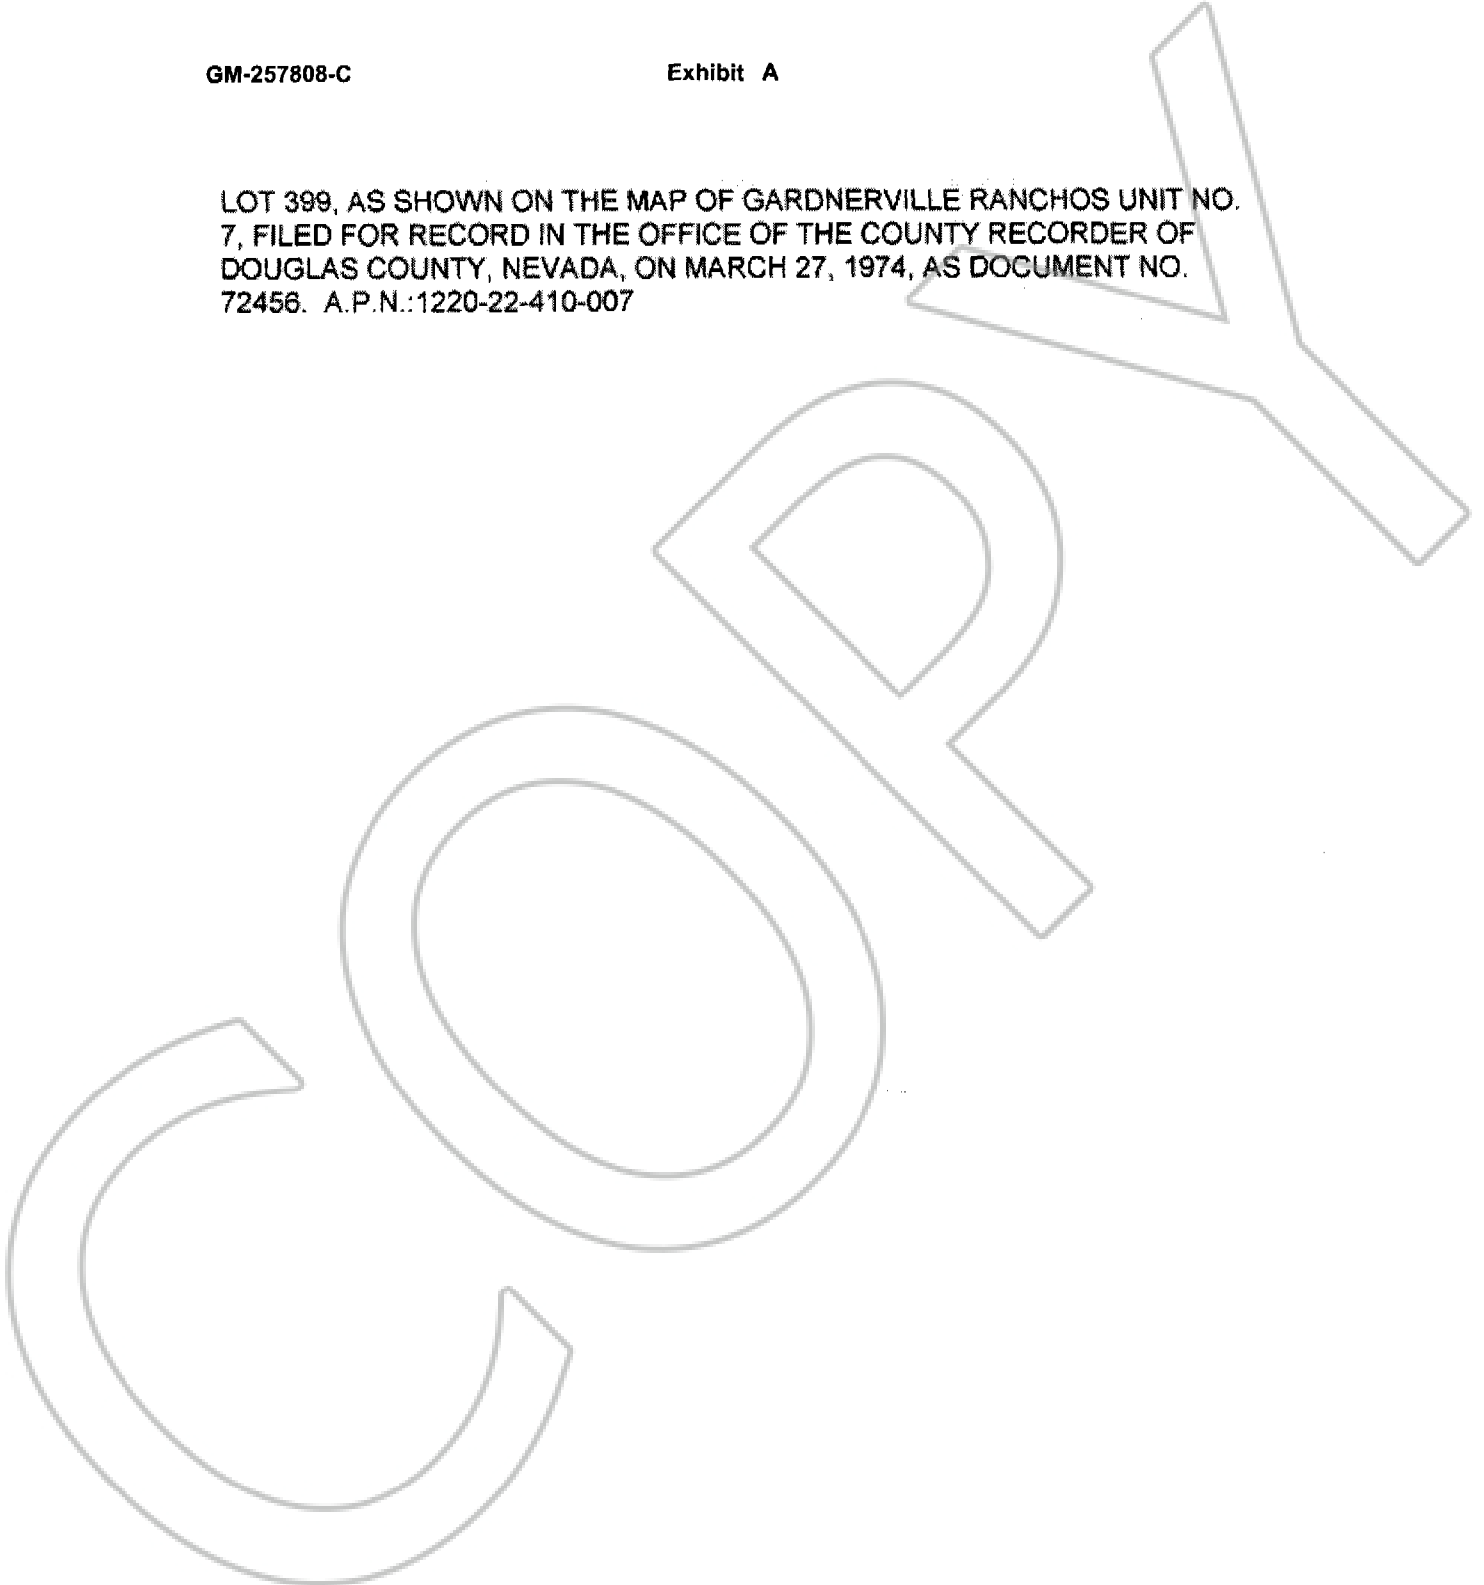 GM-257808-C Exhibit A
LOT 399, AS SHOWN ON THE MAP OF GARDNERVILLE RANCHOS UNIT NO.
7, FILED FOR RECORD IN THE OFFICE OF THE COUNTY RECORDER OF
DOUGLAS COUNTY, NEVADA, ON MARCH 27, 1974, AS DOCUMENT NO.
72456. A.P.N.:1220-22-410-007
COPY